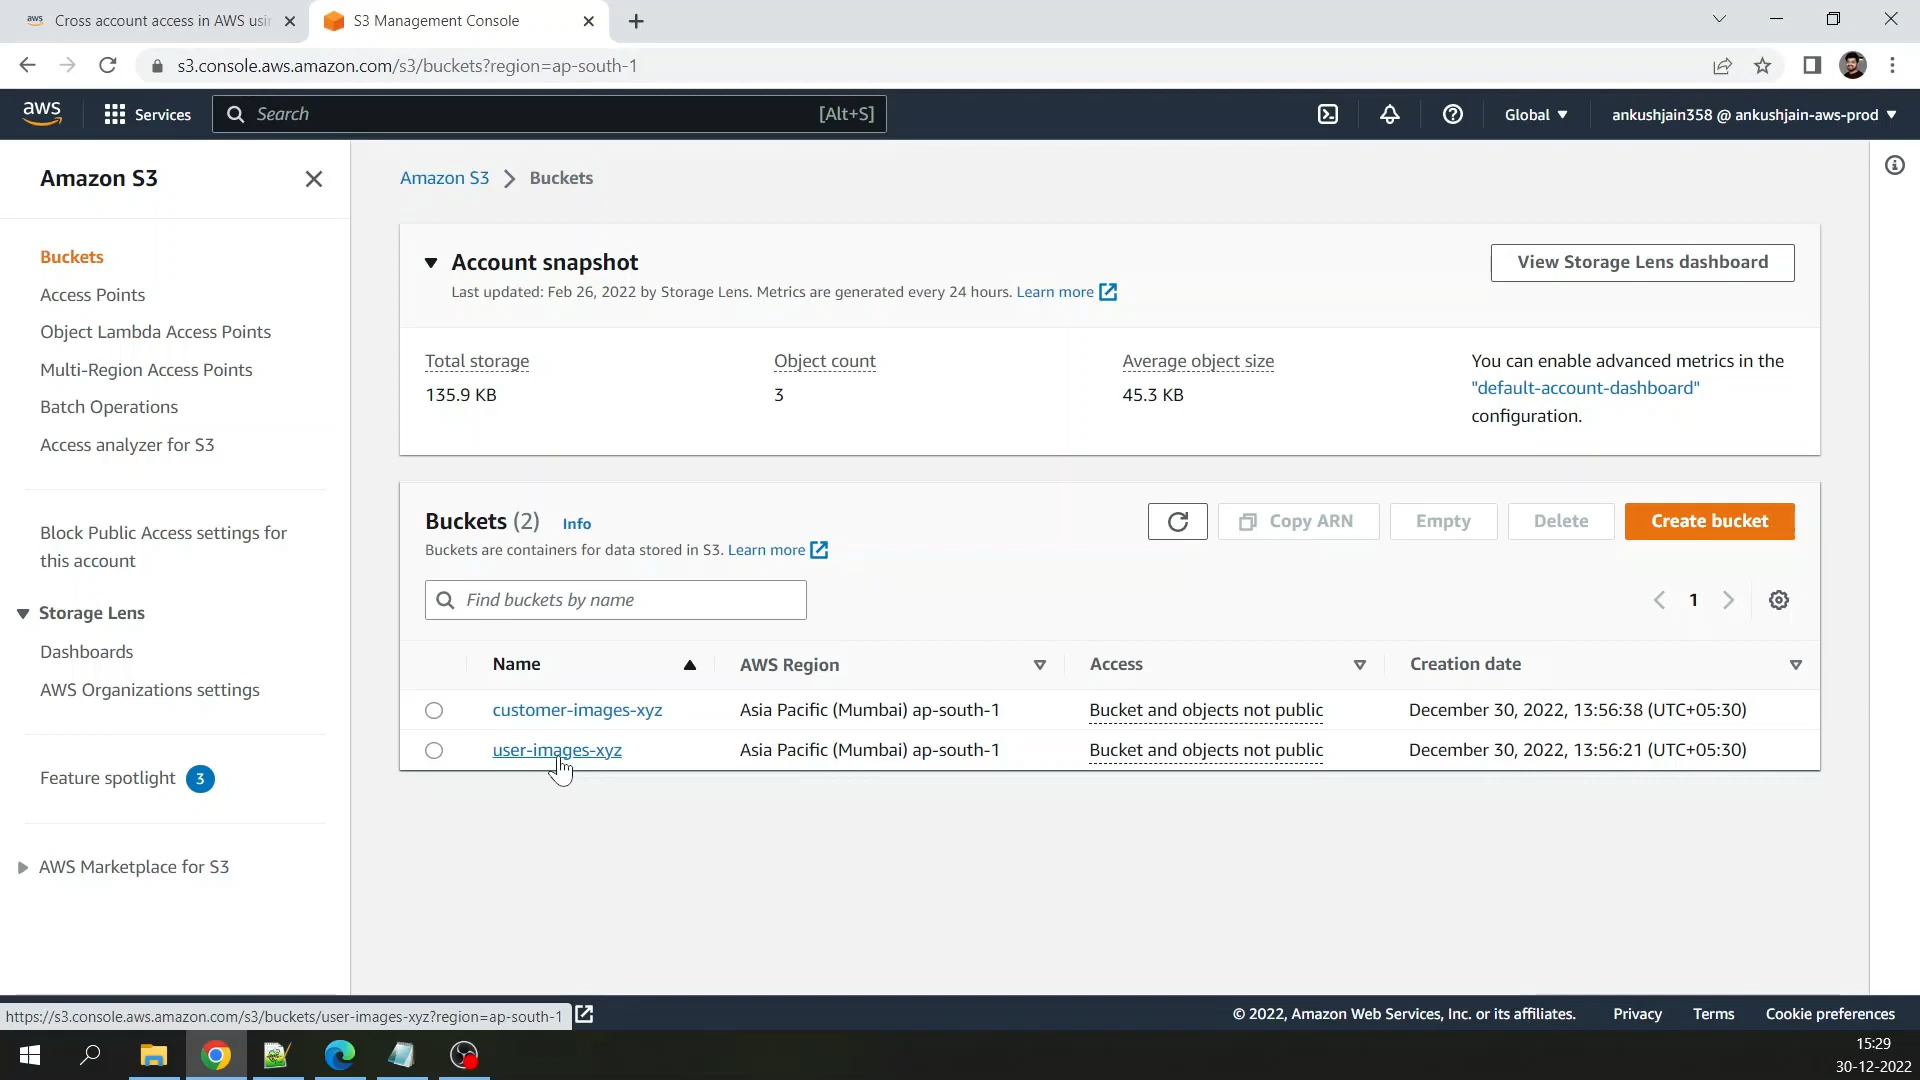 aws Cross account access in AWS usi
S3 Management Console
s3.console.aws.amazon.com/s3/buckets?region=ap-south-1
aws
Services
Search
[Alt+S]
Global
ankushjain358 @ ankushjain-aws-prod
Amazon S3
Buckets
Access Points
Object Lambda Access Points
Multi-Region Access Points
Batch Operations
Access analyzer for S3
Block Public Access settings for
this account
Storage Lens
Dashboards
AWS Organizations settings
Feature spotlight 3
AWS Marketplace for S3
Amazon S3 > Buckets
Account snapshot
Last updated: Feb 26, 2022 by Storage Lens. Metrics are generated every 24 hours. Learn more
View Storage Lens dashboard
Total storage
135.9 KB
Object count
3
Average object size
45.3 KB
You can enable advanced metrics in the
"default-account-dashboard"
configuration.
Buckets (2) Info
Buckets are containers for data stored in S3. Learn more
Copy ARN
Empty
Delete
Create bucket
Find buckets by name
1
Name AWS Region Access Creation date
customer-images-xyz Asia Pacific (Mumbai) ap-south-1 Bucket and objects not public December 30, 2022, 13:56:38 (UTC+05:30)
user-images-xyz Asia Pacific (Mumbai) ap-south-1 Bucket and objects not public December 30, 2022, 13:56:21 (UTC+05:30)
https://s3.console.aws.amazon.com/s3/buckets/user-images-xyz?region=ap-south-1
© 2022, Amazon Web Services, Inc. or its affiliates. Privacy Terms Cookie preferences
15:29
30-12-2022